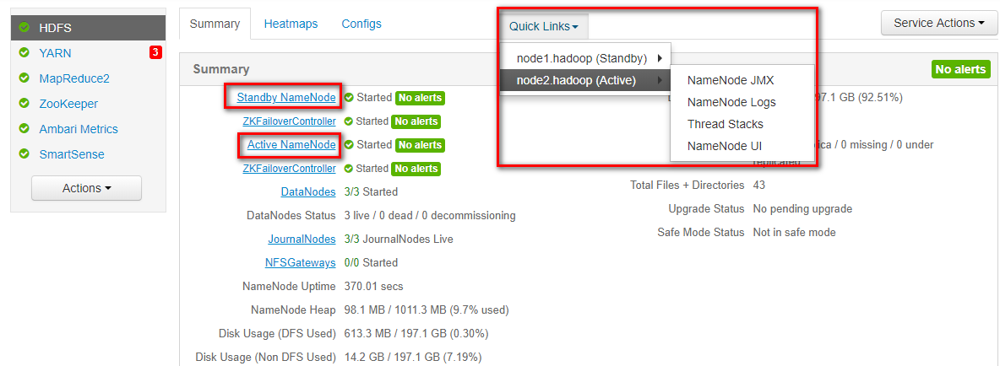 HDFS
YARN 3
MapReduce2
ZooKeeper
Ambari Metrics
SmartSense
Actions
Summary Heatmaps Configs Quick Links Service Actions
node1.hadoop (Standby)
node2.hadoop (Active)
NameNode JMX
NameNode Logs
Thread Stacks
NameNode UI
Summary No alerts
Standby NameNode Started No alerts
ZKFailoverController Started No alerts
Active NameNode Started No alerts
ZKFailoverController Started No alerts
DataNodes 3/3 Started
DataNodes Status 3 live / 0 dead / 0 decommissioning
JournalNodes 3/3 JournalNodes Live
NFSGateways 0/0 Started
NameNode Uptime 370.01 secs
NameNode Heap 98.1 MB / 1011.3 MB (9.7% used)
Disk Usage (DFS Used) 613.3 MB / 197.1 GB (0.30%)
Disk Usage (Non DFS Used) 14.2 GB / 197.1 GB (7.19%)
97.1 GB (92.51%)
/ 0 missing / 0 under
replicated
Total Files + Directories 43
Upgrade Status No pending upgrade
Safe Mode Status Not in safe mode